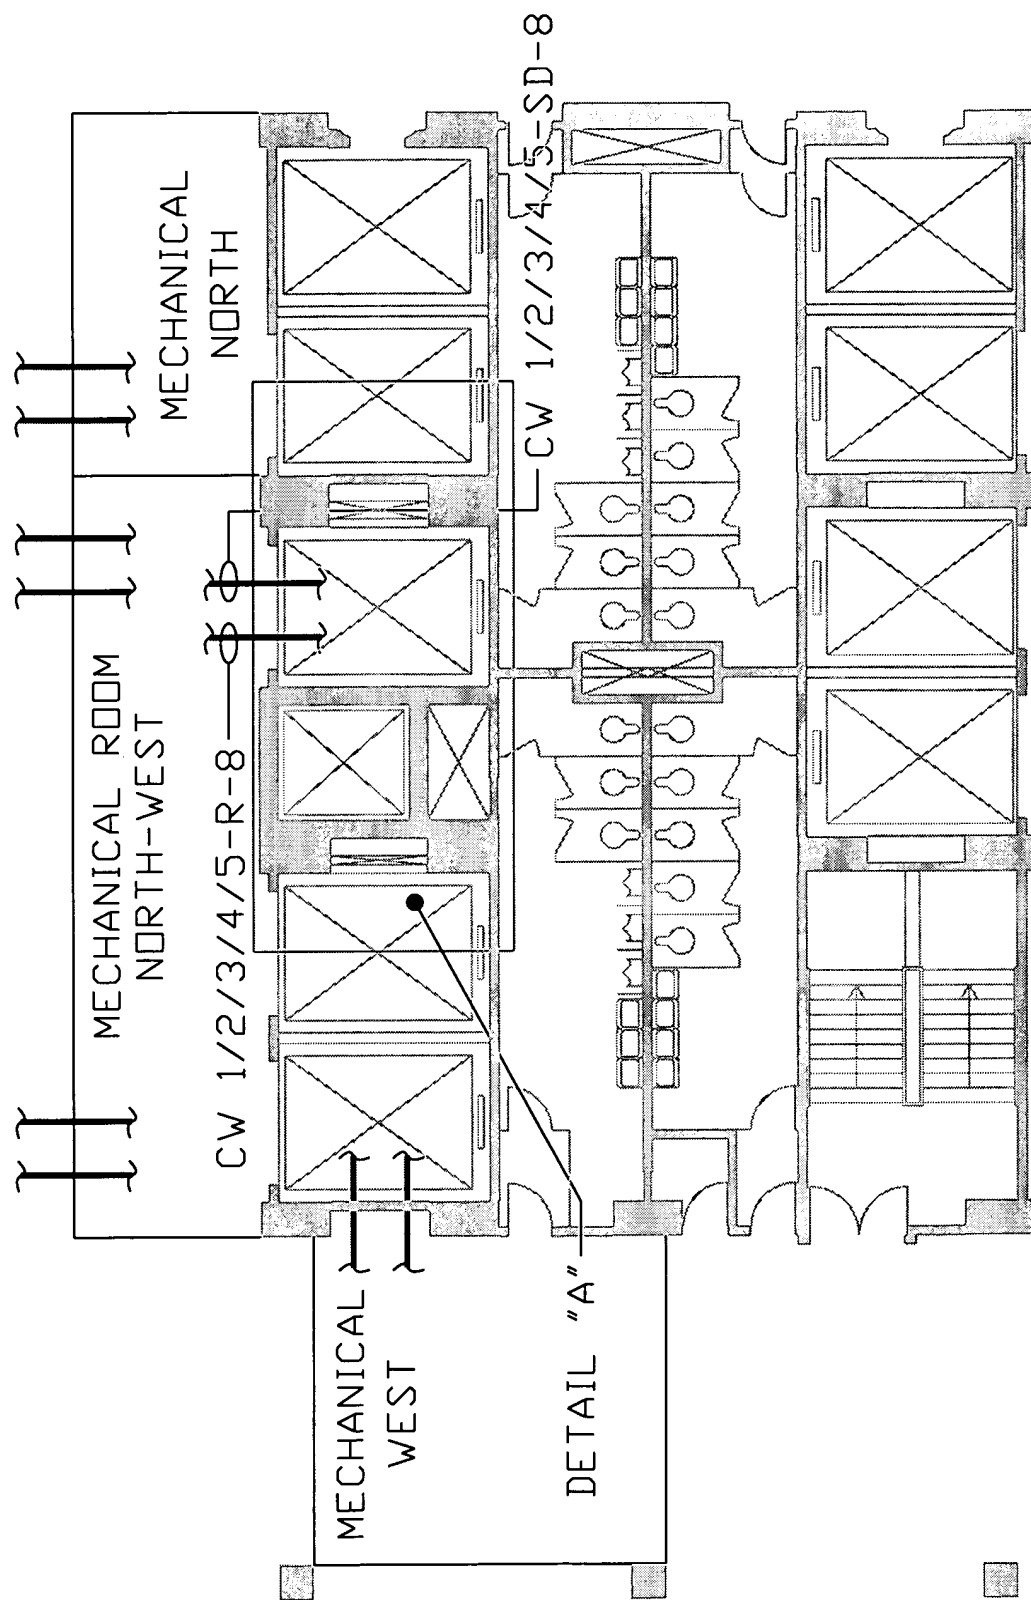 MECHANICAL
NORTH
MECHANICAL ROOM
NORTH-WEST
CW 1/2/3/4/5-R-8
CW 1/2/3/4/5-SD-8
MECHANICAL
WEST
DETAIL "A"